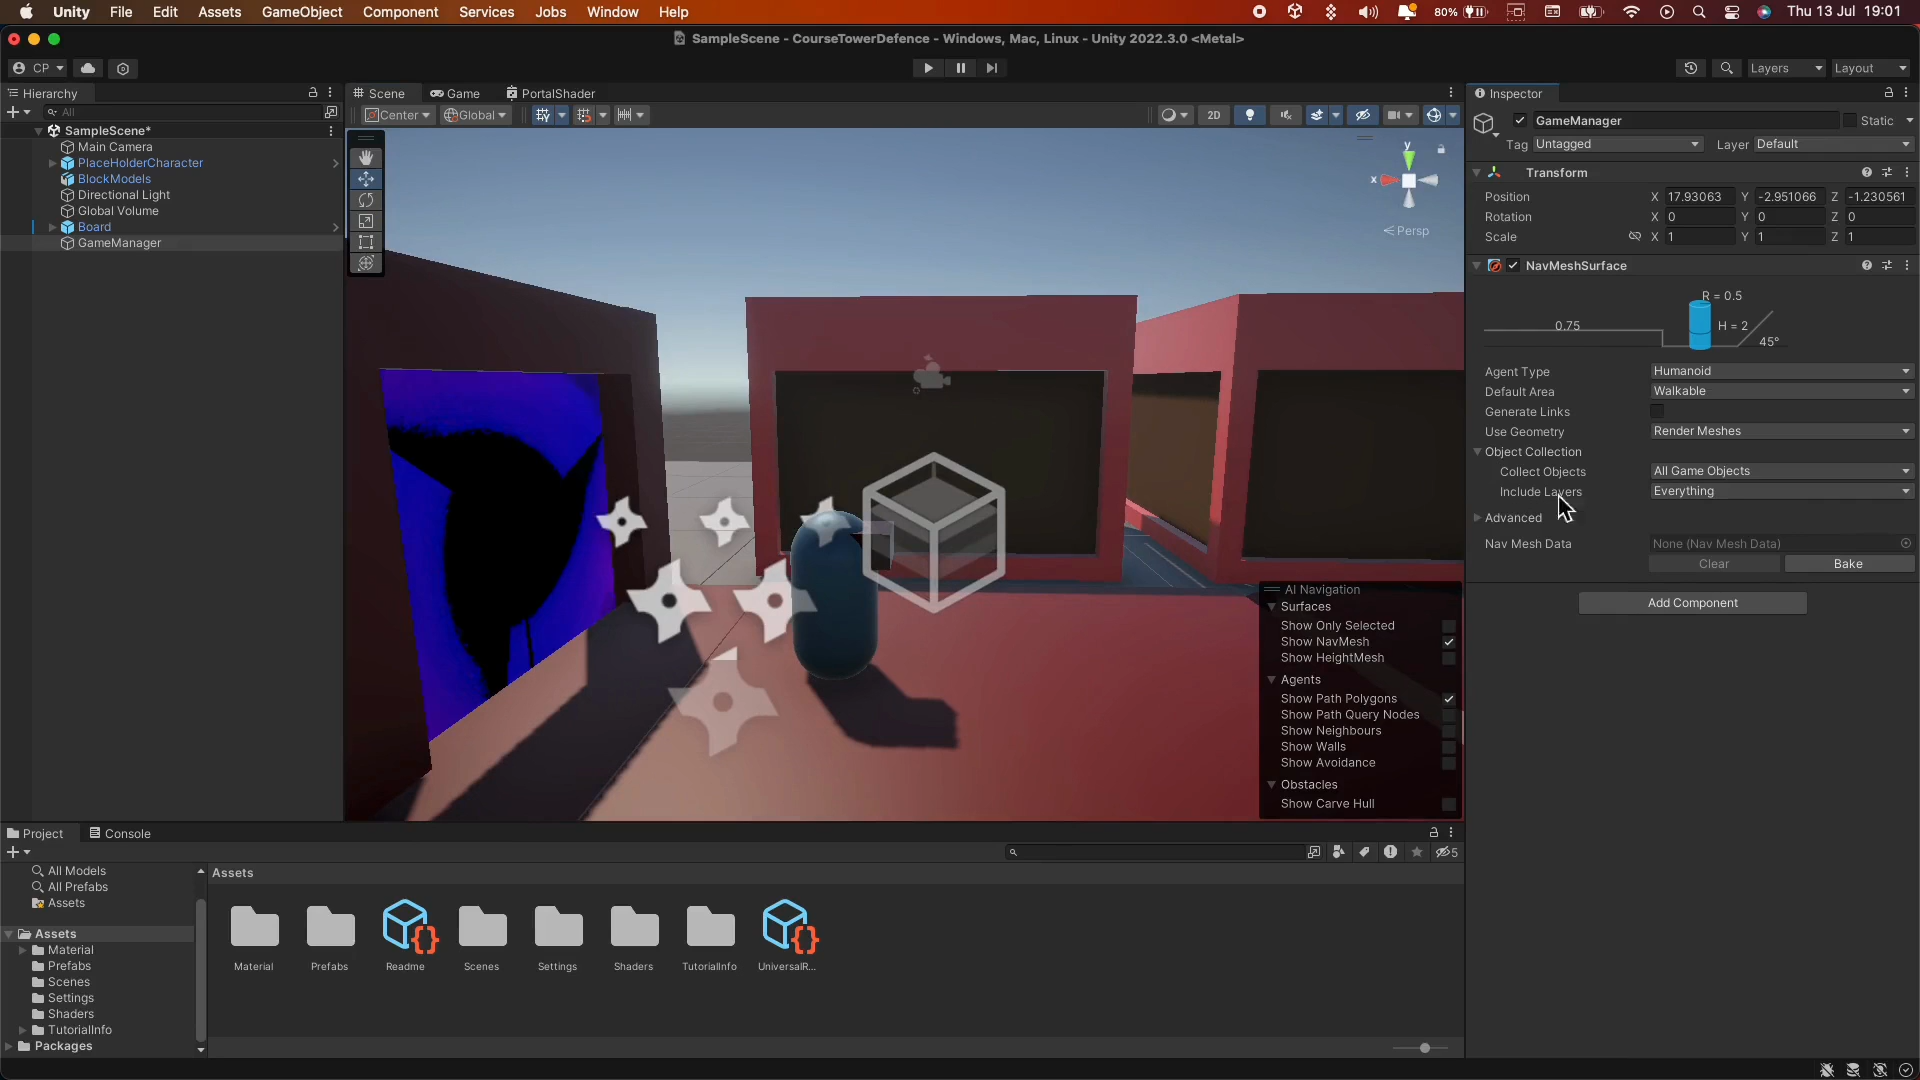 Unity File Edit Assets GameObject Component Services Jobs Window Help 80% Thu 13 Jul 19:01
SampleScene - CourseTowerDefence - Windows, Mac, Linux - Unity 2022.3.0 <Metal>
CP Layers Layout
Hierarchy
All
SampleScene*
Main Camera
PlaceHolderCharacter
BlockModels
Directional Light
Global Volume
Board
GameManager
Scene Game PortalShader
Center Global 2D
y
x
Persp
AI Navigation
Surfaces
Show Only Selected
Show NavMesh
Show HeightMesh
Agents
Show Path Polygons
Show Path Query Nodes
Show Neighbours
Show Walls
Show Avoidance
Obstacles
Show Carve Hull
Inspector
GameManager Static
Tag Untagged Layer Default
Transform
Position X 17.93063 Y -2.951066 Z -1.230561
Rotation X 0 Y 0 Z 0
Scale X 1 Y 1 Z 1
NavMeshSurface
R = 0.5
0.75 H = 2
45°
Agent Type Humanoid
Default Area Walkable
Generate Links
Use Geometry Render Meshes
Object Collection
Collect Objects All Game Objects
Include Layers Everything
Advanced
Nav Mesh Data None (Nav Mesh Data)
Clear Bake
Add Component
Project Console
5
All Models
All Prefabs
Assets
Assets
Material
Prefabs
Scenes
Settings
Shaders
TutorialInfo
Packages
Assets
Material Prefabs Readme Scenes Settings Shaders TutorialInfo UniversalR...